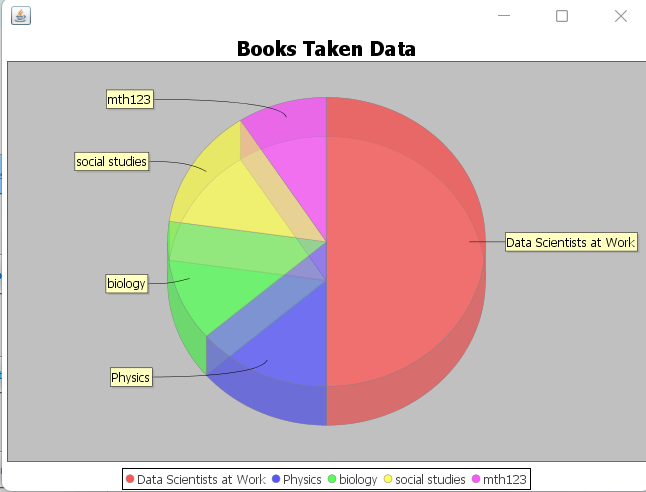 Books Taken Data
mth123
social studies
Data Scientists at Work
biology
Physics
Data Scientists at Work Physics biology social studies mth123